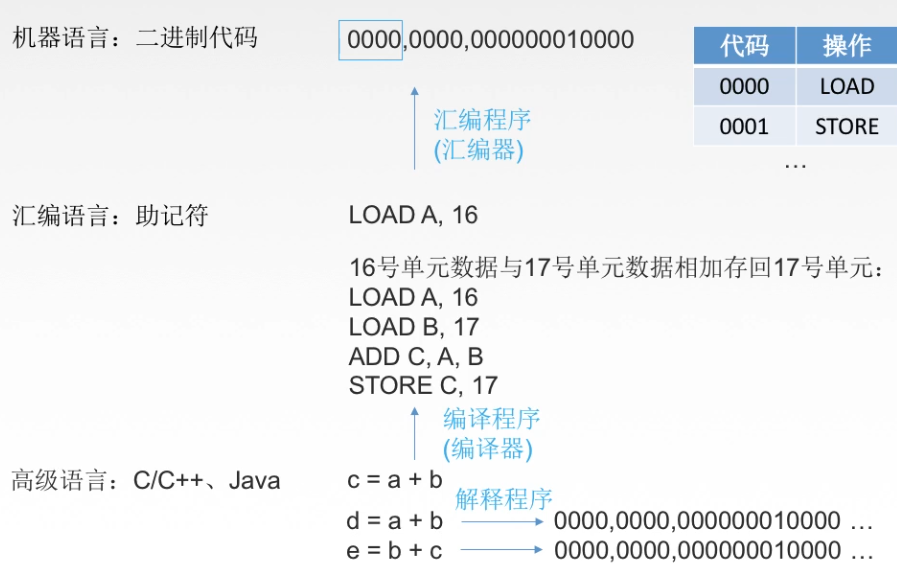 机器语言：二进制代码
0000,0000,000000010000
代码 操作
0000 LOAD
0001 STORE
…
汇编程序
(汇编器)
汇编语言：助记符
LOAD A, 16
16号单元数据与17号单元数据相加存回17号单元：
LOAD A, 16
LOAD B, 17
ADD C, A, B
STORE C, 17
编译程序
(编译器)
高级语言：C/C++、Java
c = a + b
解释程序
d = a + b 0000,0000,000000010000 …
e = b + c 0000,0000,000000010000 …